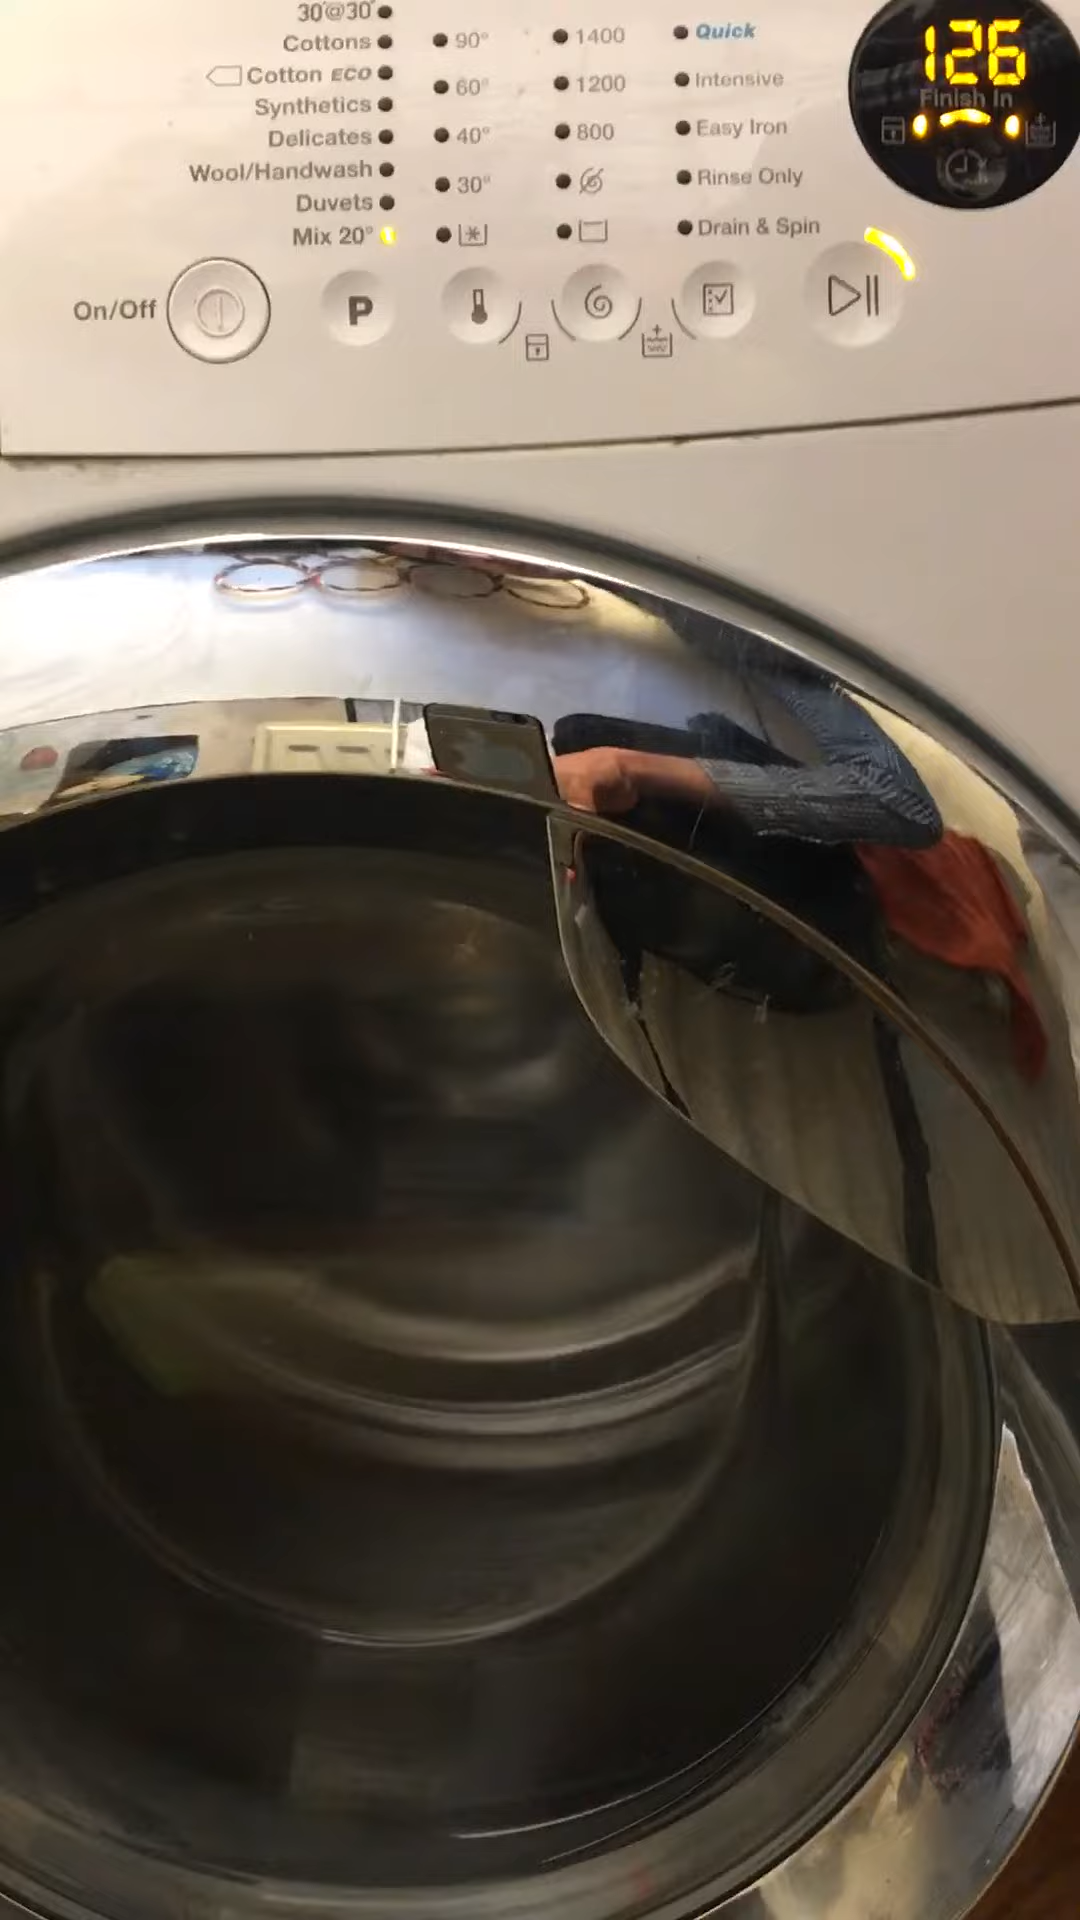 30°@30'
Cottons 90° 1400 Quick
Cotton ECO 60° 1200 Intensive
Synthetics
Delicates 40° 800 Easy Iron
Wool/Handwash 30° Rinse Only
Duvets
Mix 20° Drain & Spin
126
Finish In
On/Off P